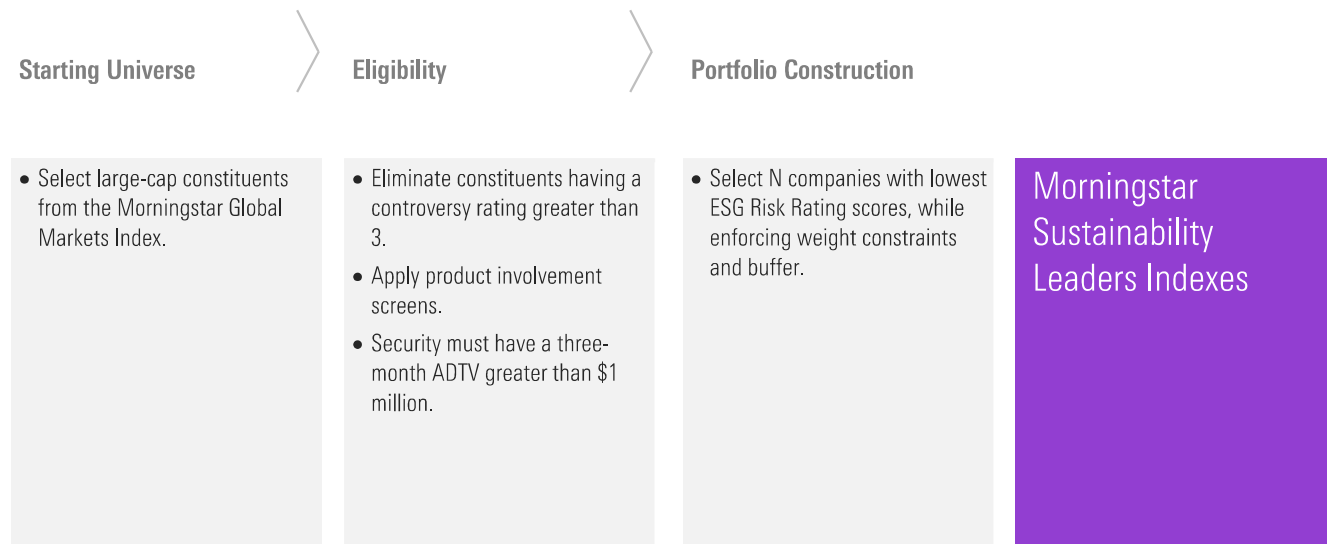 Starting Universe
Eligibility
Portfolio Construction
• Select large-cap constituents
from the Morningstar Global
Markets Index.
• Eliminate constituents having a
controversy rating greater than
3.
• Apply product involvement
screens.
• Security must have a three-
month ADTV greater than $1
million.
• Select N companies with lowest
ESG Risk Rating scores, while
enforcing weight constraints
and buffer.
Morningstar
Sustainability
Leaders Indexes